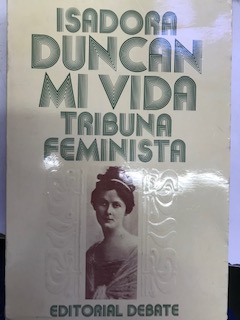 ISADORA
DUNCAN
MI VIDA
TRIBUNA
FEMINISTA
EDITORIAL DEBATE